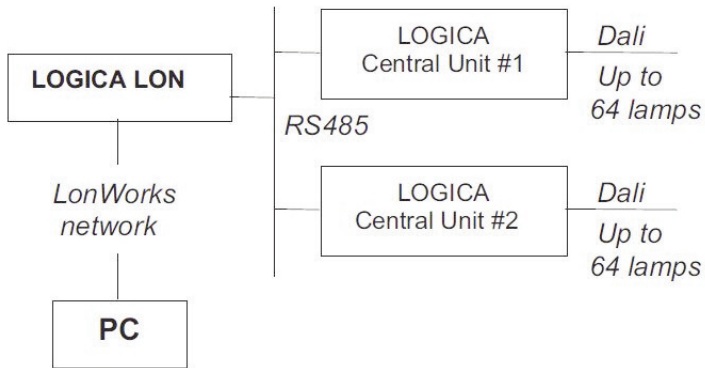 LOGICA
Central Unit #1
Dali
Up to
64 lamps
LOGICA LON
RS485
LOGICA
Central Unit #2
Dali
Up to
64 lamps
LonWorks
network
PC